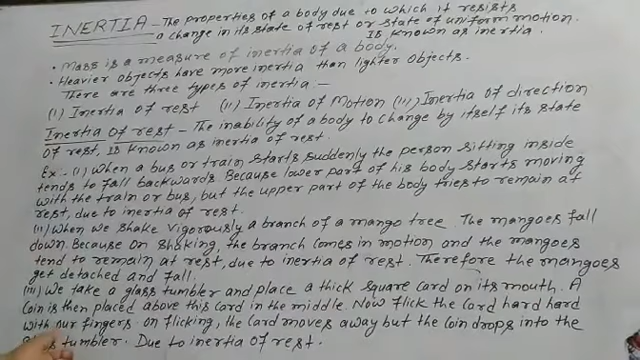 INERTIA - The properties of a body due to which it resists
a change in its state of rest or state of uniform motion.
Is known as inertia.
• Mass is a measure of inertia of a body.
• Heavier objects have more inertia than lighter objects.
There are three types of inertia -
(i) Inertia of rest (ii) Inertia of Motion (iii) Inertia of direction
Inertia of rest - The inability of a body to change by itself its state
of rest, Is known as inertia of rest.
Ex. - (i) When a bus or train starts suddenly the person sitting inside
tends to fall backwards. Because lower part of his body starts moving
with the train or bus, but the upper part of the body tries to remain at
rest, due to inertia of rest.
(ii) When we shake vigorously a branch of a mango tree. The mangoes fall
down. Because on shaking, the branch comes in motion and the mangoes
tend to remain at rest, due to inertia of rest. Therefore the mangoes
get detached and fall.
(iii) We take a glass tumbler and place a thick square card on its mouth. A
coin is then placed above this card in the middle. Now flick the card hard hard
with our fingers. on flicking, the card moves away but the coin drops into the
tumbler. Due to inertia of rest.